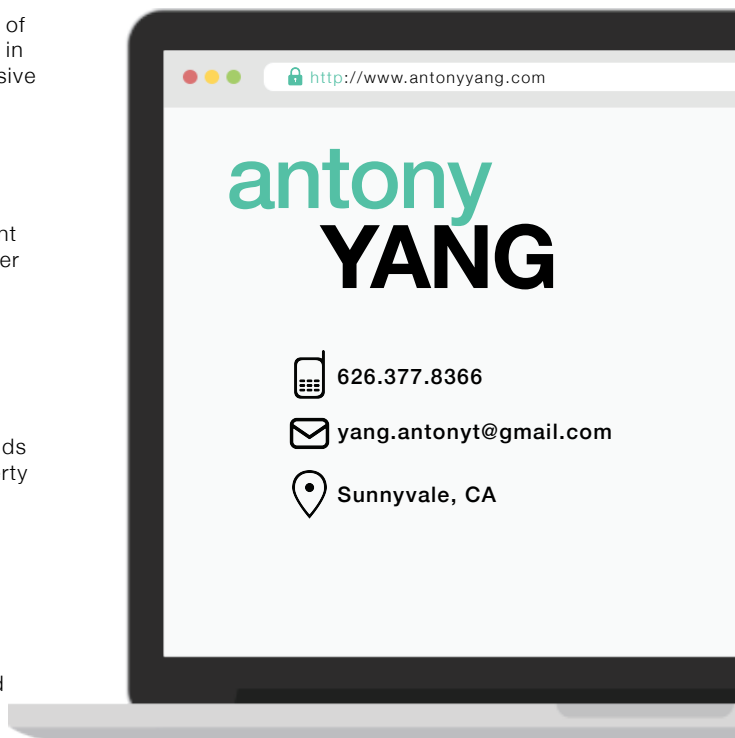 of
in
sive
nt
er
ds
rty
d
http://www.antonyyang.com
antony
YANG
626.377.8366
yang.antonyt@gmail.com
Sunnyvale, CA